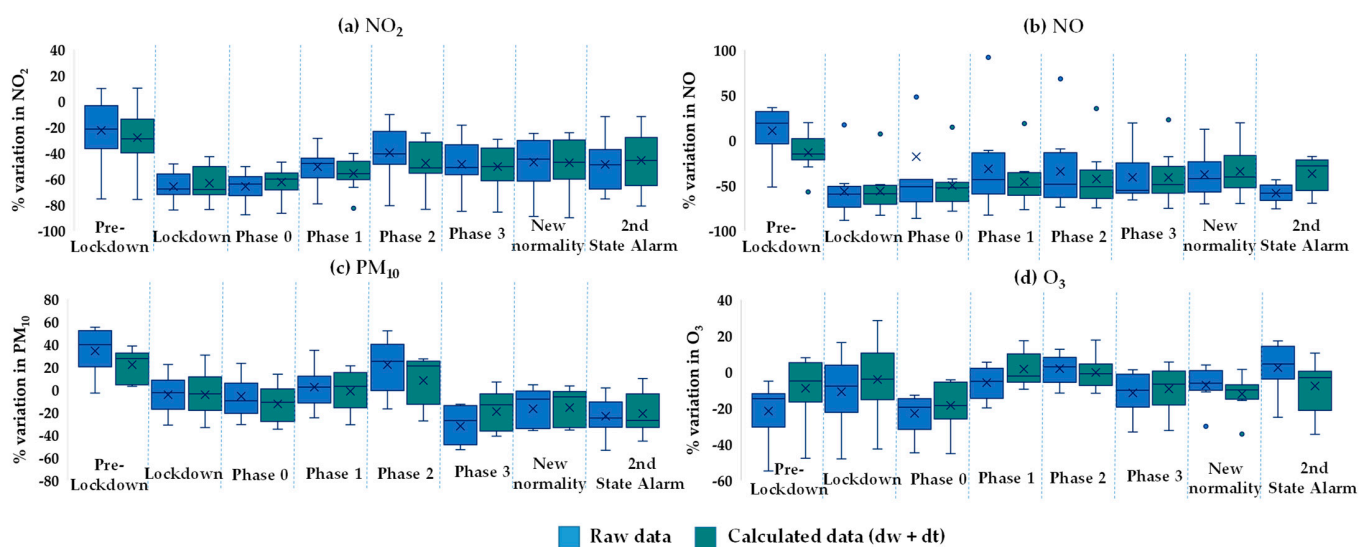 (a) NO₂
% variation in NO₂
40
20
0
-20
-40
-60
-80
-100
Pre-
Lockdown
Lockdown
Phase 0
Phase 1
Phase 2
Phase 3
New
normality
2nd
State Alarm
(b) NO
% variation in NO
100
50
0
-50
-100
Pre-
Lockdown
Lockdown
Phase 0
Phase 1
Phase 2
Phase 3
New
normality
2nd
State Alarm
(c) PM₁₀
% variation in PM₁₀
80
60
40
20
0
-20
-40
-60
-80
Pre-
Lockdown
Lockdown
Phase 0
Phase 1
Phase 2
Phase 3
New
normality
2nd
State Alarm
(d) O₃
% variation in O₃
40
20
0
-20
-40
-60
Pre-
Lockdown
Lockdown
Phase 0
Phase 1
Phase 2
Phase 3
New
normality
2nd
State Alarm
Raw data
Calculated data (dw + dt)